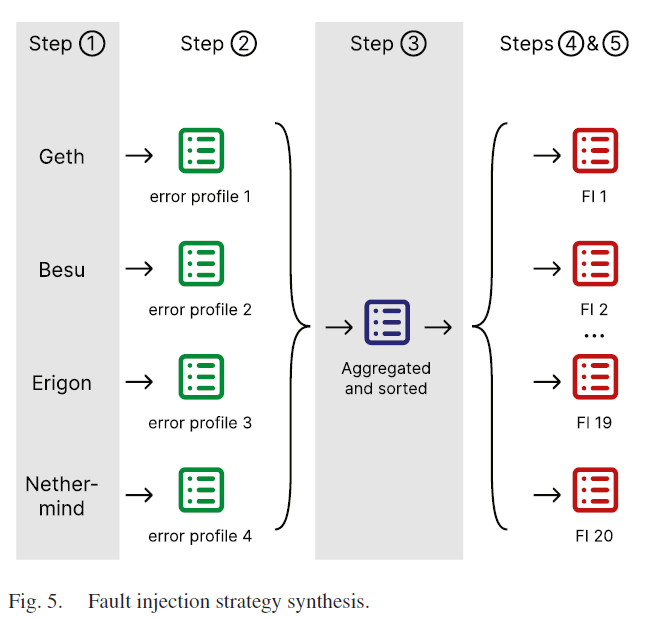 Step ①
Step ②
Step ③
Steps ④ & ⑤
Geth
error profile 1
Besu
error profile 2
Erigon
error profile 3
Nether-
mind
error profile 4
Aggregated
and sorted
FI 1
FI 2
...
FI 19
FI 20
Fig. 5. Fault injection strategy synthesis.